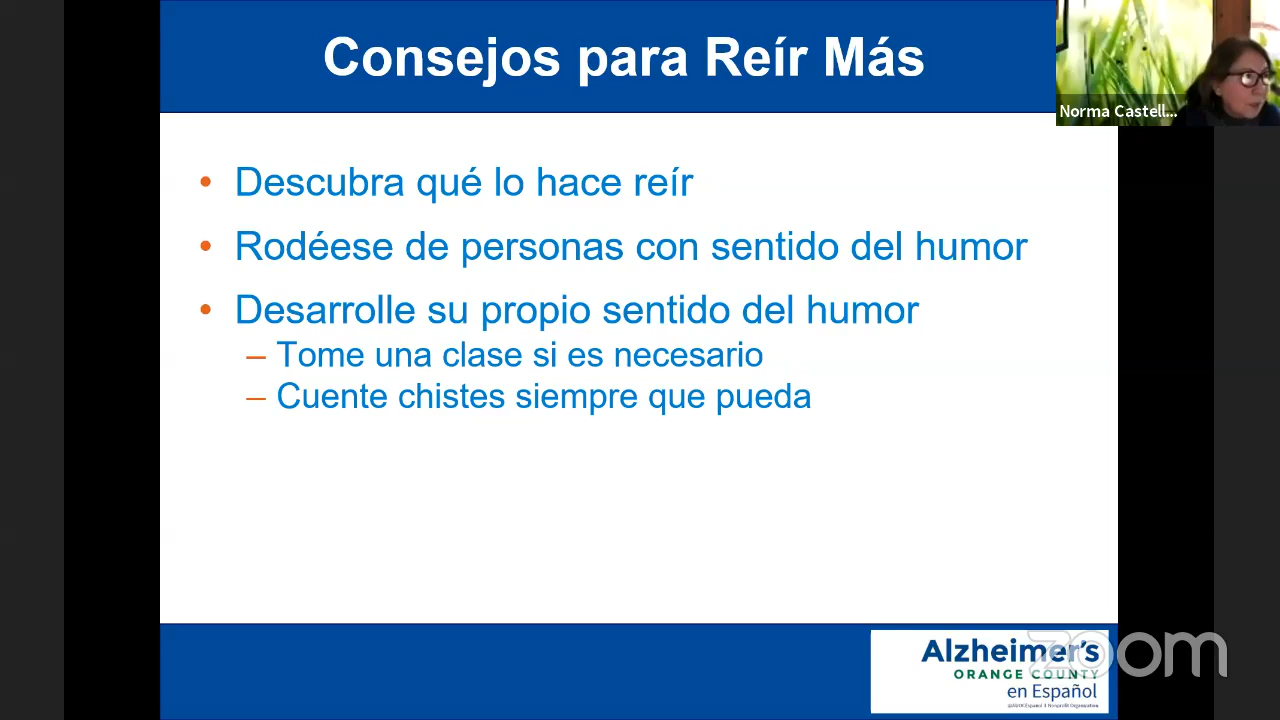 Consejos para Reír Más
Norma Castell...
• Descubra qué lo hace reír
• Rodéese de personas con sentido del humor
• Desarrolle su propio sentido del humor
– Tome una clase si es necesario
– Cuente chistes siempre que pueda
Alzheimer's
ORANGE COUNTY
en Español
zoom